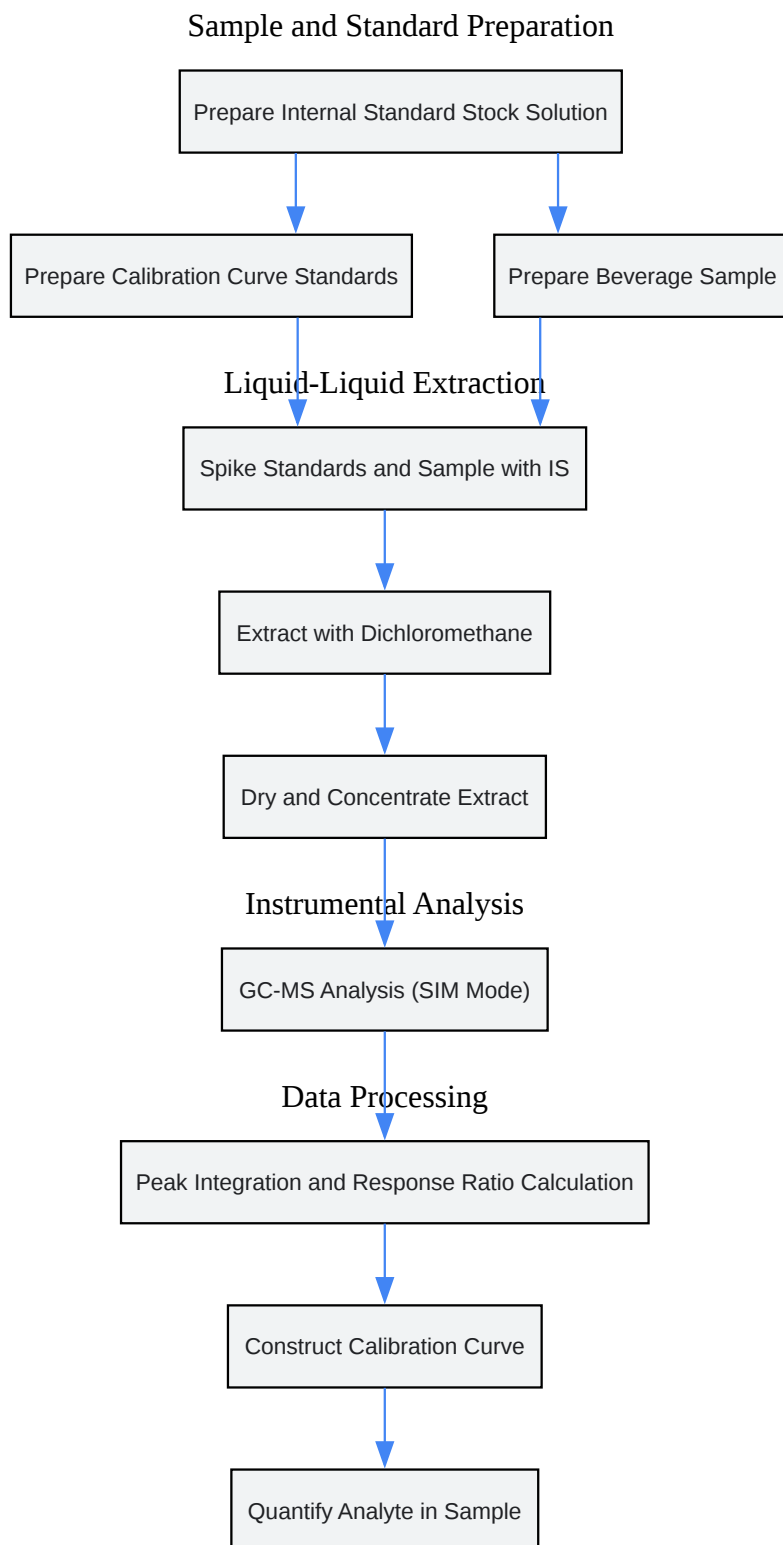 Sample and Standard Preparation
Prepare Internal Standard Stock Solution
Prepare Calibration Curve Standards
Prepare Beverage Sample
Liquid-Liquid Extraction
Spike Standards and Sample with IS
Extract with Dichloromethane
Dry and Concentrate Extract
Instrumental Analysis
GC-MS Analysis (SIM Mode)
Data Processing
Peak Integration and Response Ratio Calculation
Construct Calibration Curve
Quantify Analyte in Sample